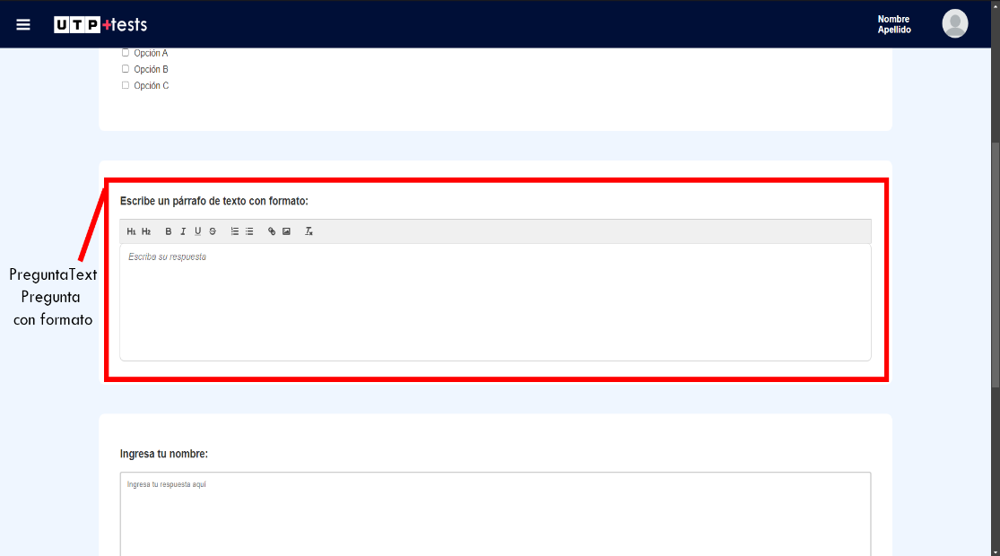 UTP+tests
Nombre
Apellido
Opción A
Opción B
Opción C
Escribe un párrafo de texto con formato:
H1 H2 B I U S
Escriba su respuesta
PreguntaText
Pregunta
con formato
Ingresa tu nombre:
Ingresa tu respuesta aquí